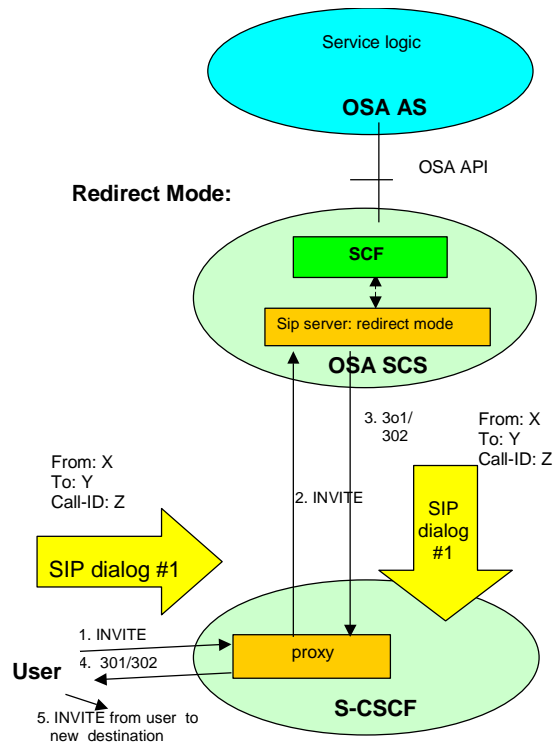 Service logic
OSA AS
OSA API
Redirect Mode:
SCF
Sip server: redirect mode
OSA SCS
3. 3o1/
302
From: X
To: Y
Call-ID: Z
From: X
To: Y
Call-ID: Z
2. INVITE
SIP
dialog
#1
SIP dialog #1
1. INVITE
proxy
4. 301/302
User
S-CSCF
5. INVITE from user to
new destination